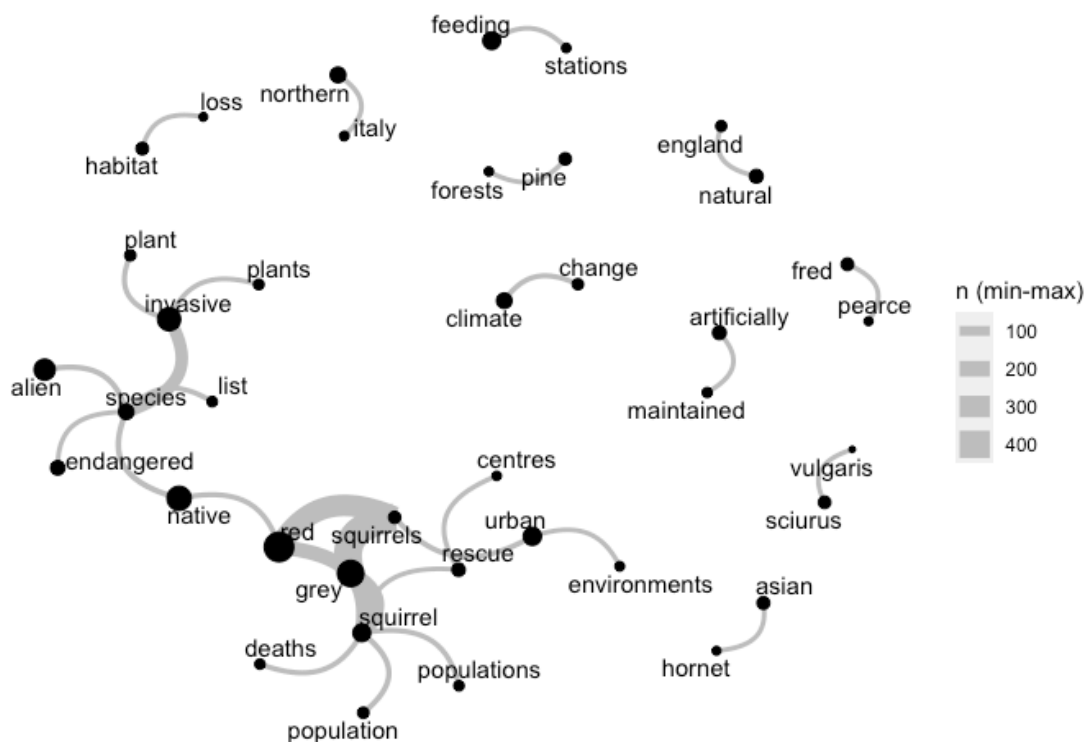 feeding
stations
northern
italy
loss
habitat
england
natural
forests
pine
plant
plants
invasive
change
climate
fred
pearce
artificially
maintained
alien
species
list
endangered
native
centres
vulgaris
sciurus
red
squirrels
urban
rescue
environments
grey
asian
hornet
squirrel
deaths
populations
population
n (min-max)
100
200
300
400